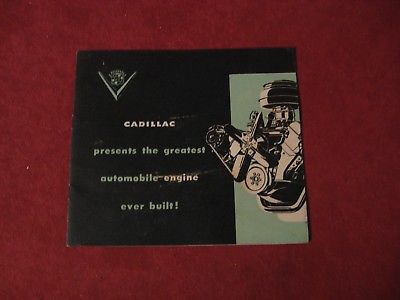 CADILLAC
presents the greatest
automobile engine
ever built!